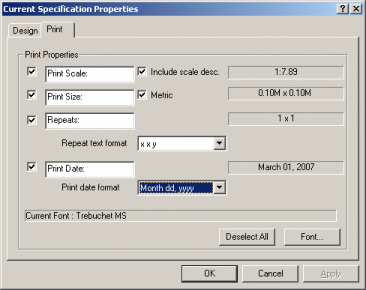 Current Specification Properties
Design Print
Print Properties
Print Scale: Include scale desc. 1:7.89
Print Size: Metric 0.10M x 0.10M
Repeats: 1 x 1
Repeat text format x x y
Print Date: March 01, 2007
Print date format Month dd, yyyy
Current Font : Trebuchet MS
Deselect All Font...
OK Cancel Apply